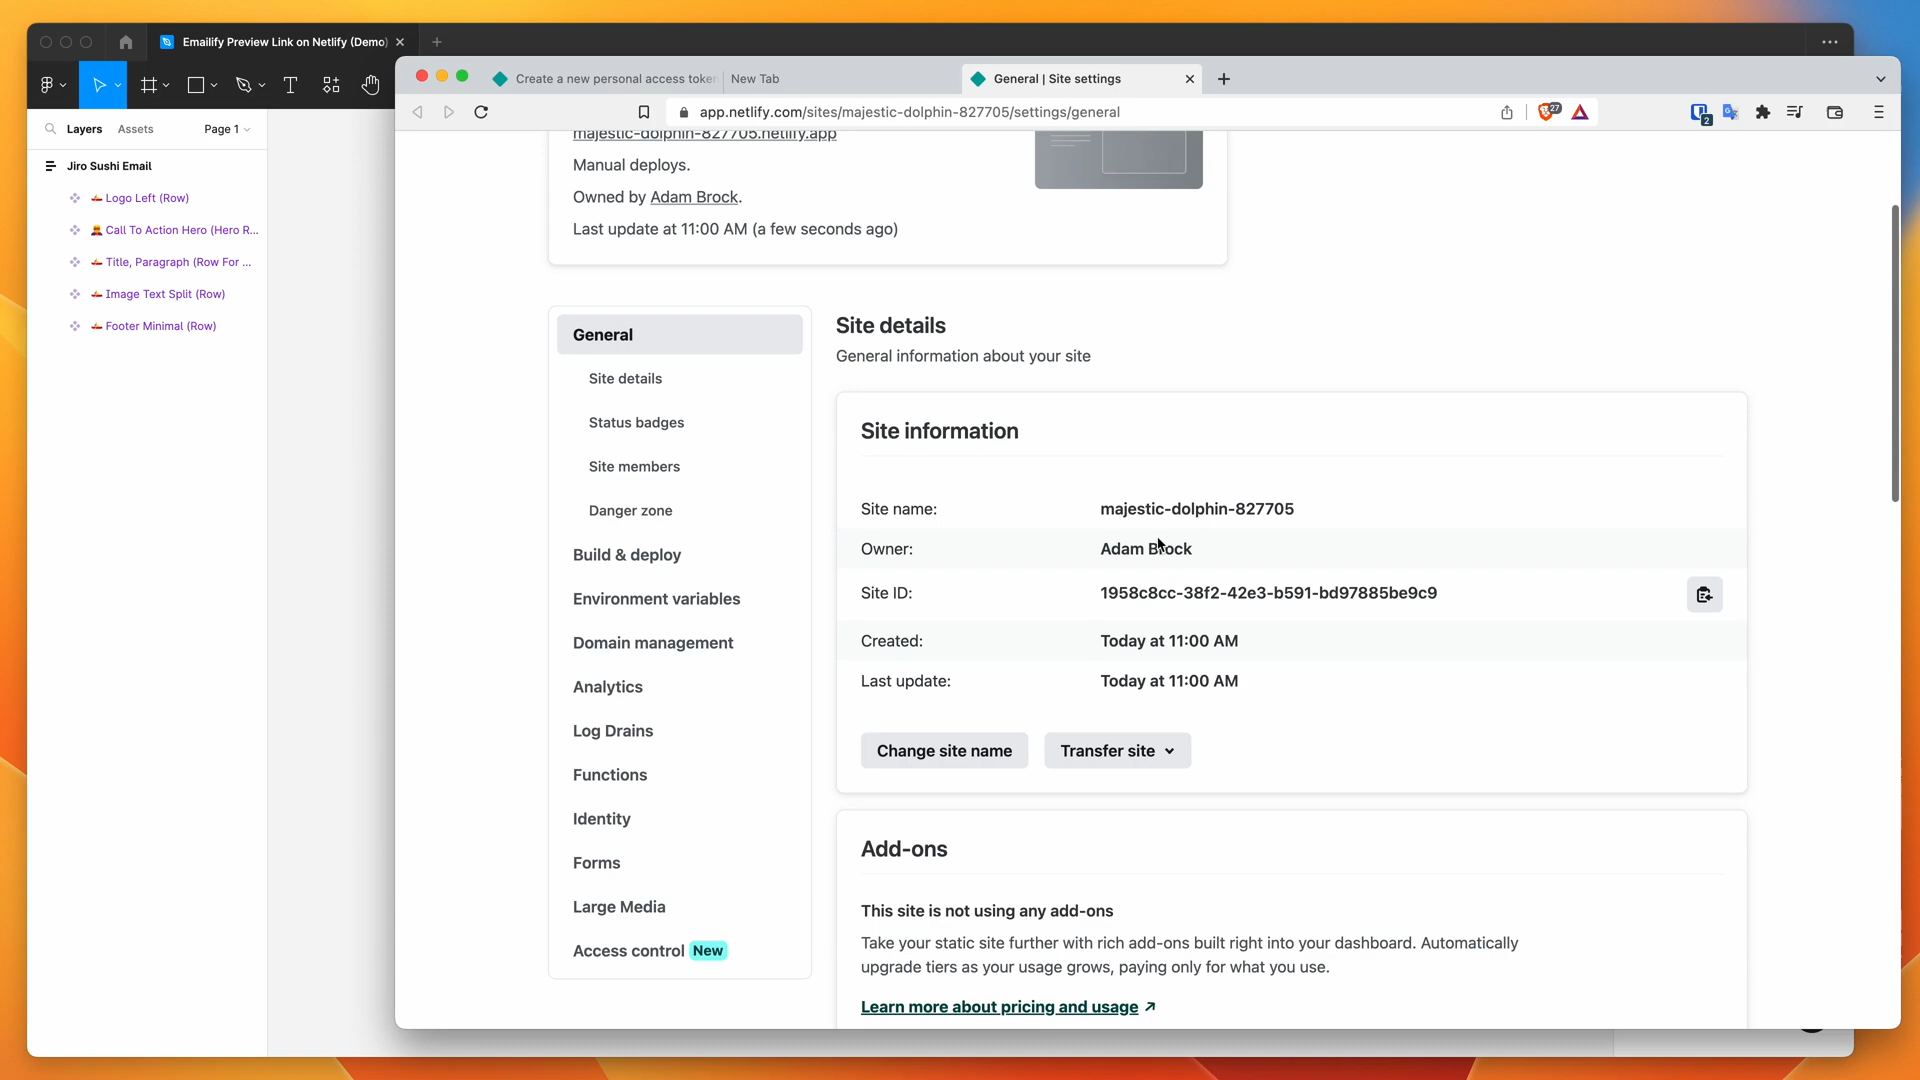 Emailify Preview Link on Netlify (Demo)
Create a new personal access token
New Tab
General | Site settings
app.netlify.com/sites/majestic-dolphin-827705/settings/general
27
2
Layers
Assets
Page 1
Jiro Sushi Email
Logo Left (Row)
Call To Action Hero (Hero R...
Title, Paragraph (Row For ...
Image Text Split (Row)
Footer Minimal (Row)
majestic-dolphin-827705.netlify.app
Manual deploys.
Owned by Adam Brock.
Last update at 11:00 AM (a few seconds ago)
General
Site details
Status badges
Site members
Danger zone
Build & deploy
Environment variables
Domain management
Analytics
Log Drains
Functions
Identity
Forms
Large Media
Access control New
Site details
General information about your site
Site information
Site name: majestic-dolphin-827705
Owner: Adam Brock
Site ID: 1958c8cc-38f2-42e3-b591-bd97885be9c9
Created: Today at 11:00 AM
Last update: Today at 11:00 AM
Change site name
Transfer site
Add-ons
This site is not using any add-ons
Take your static site further with rich add-ons built right into your dashboard. Automatically
upgrade tiers as your usage grows, paying only for what you use.
Learn more about pricing and usage